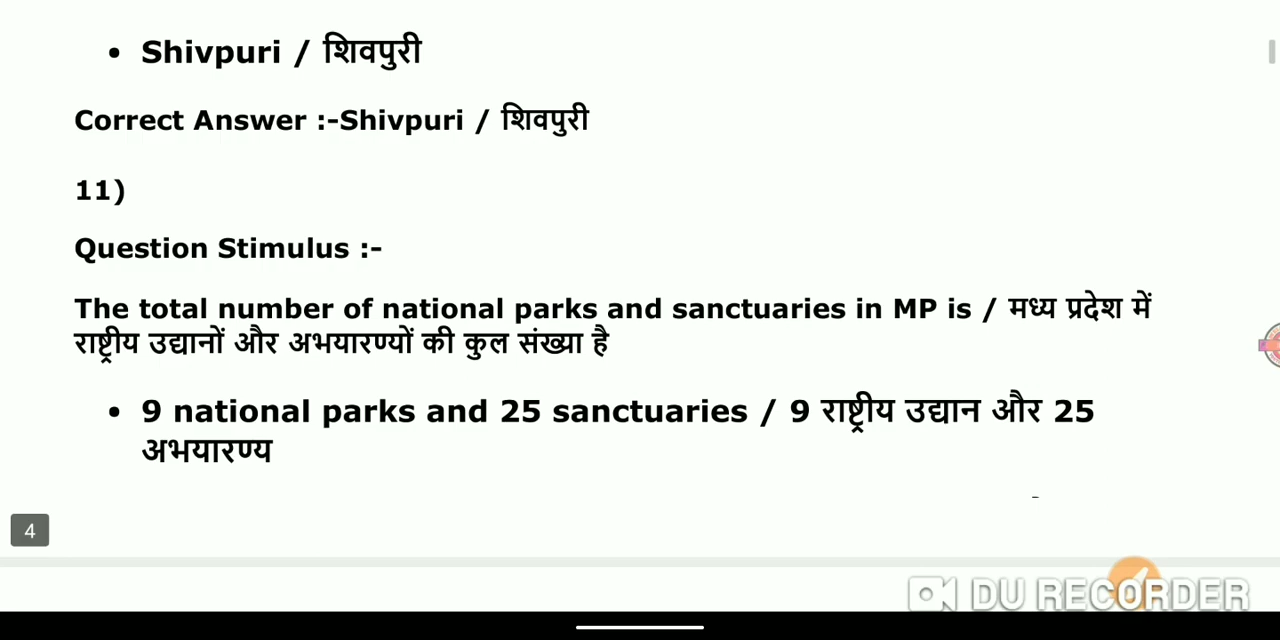 • Shivpuri / शिवपुरी
Correct Answer :-Shivpuri / शिवपुरी
11)
Question Stimulus :-
The total number of national parks and sanctuaries in MP is / मध्य प्रदेश में
राष्ट्रीय उद्यानों और अभयारण्यों की कुल संख्या है
• 9 national parks and 25 sanctuaries / 9 राष्ट्रीय उद्यान और 25
अभयारण्य
4
DU RECORDER